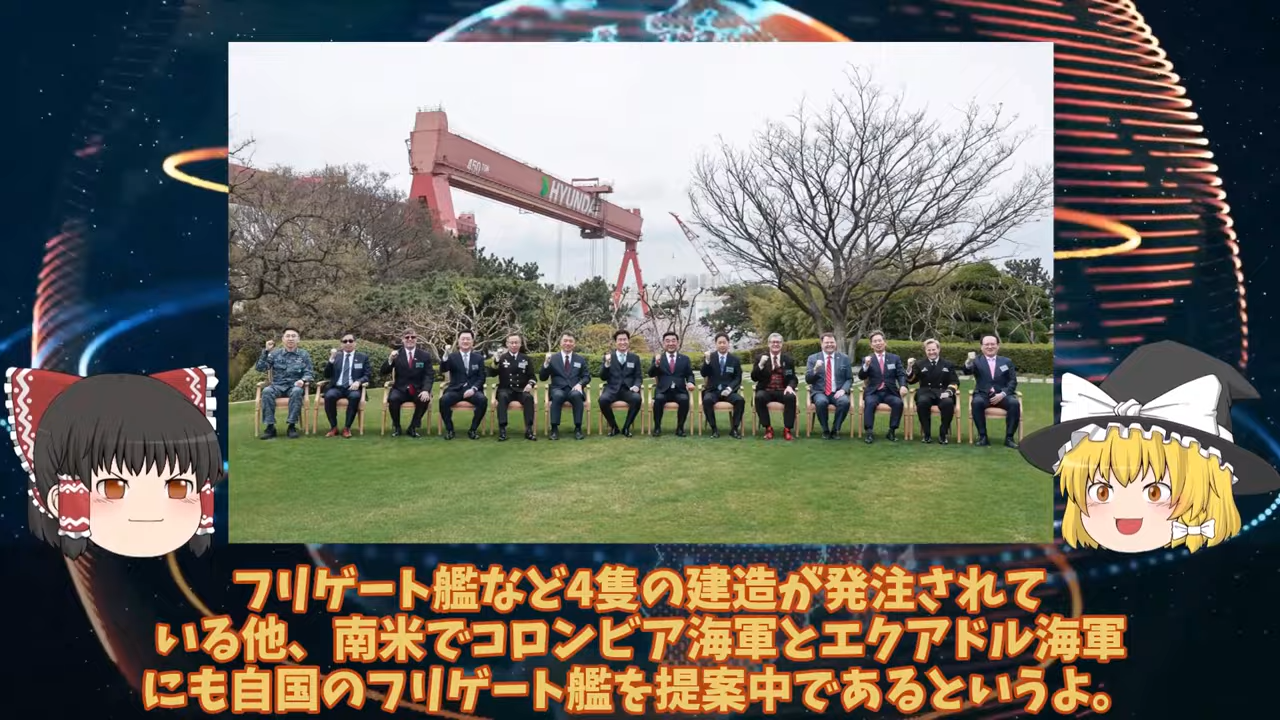 450 TON
HYUNDAI
フリゲート艦など4隻の建造が発注されて
いる他、南米でコロンビア海軍とエクアドル海軍
にも自国のフリゲート艦を提案中であるというよ。